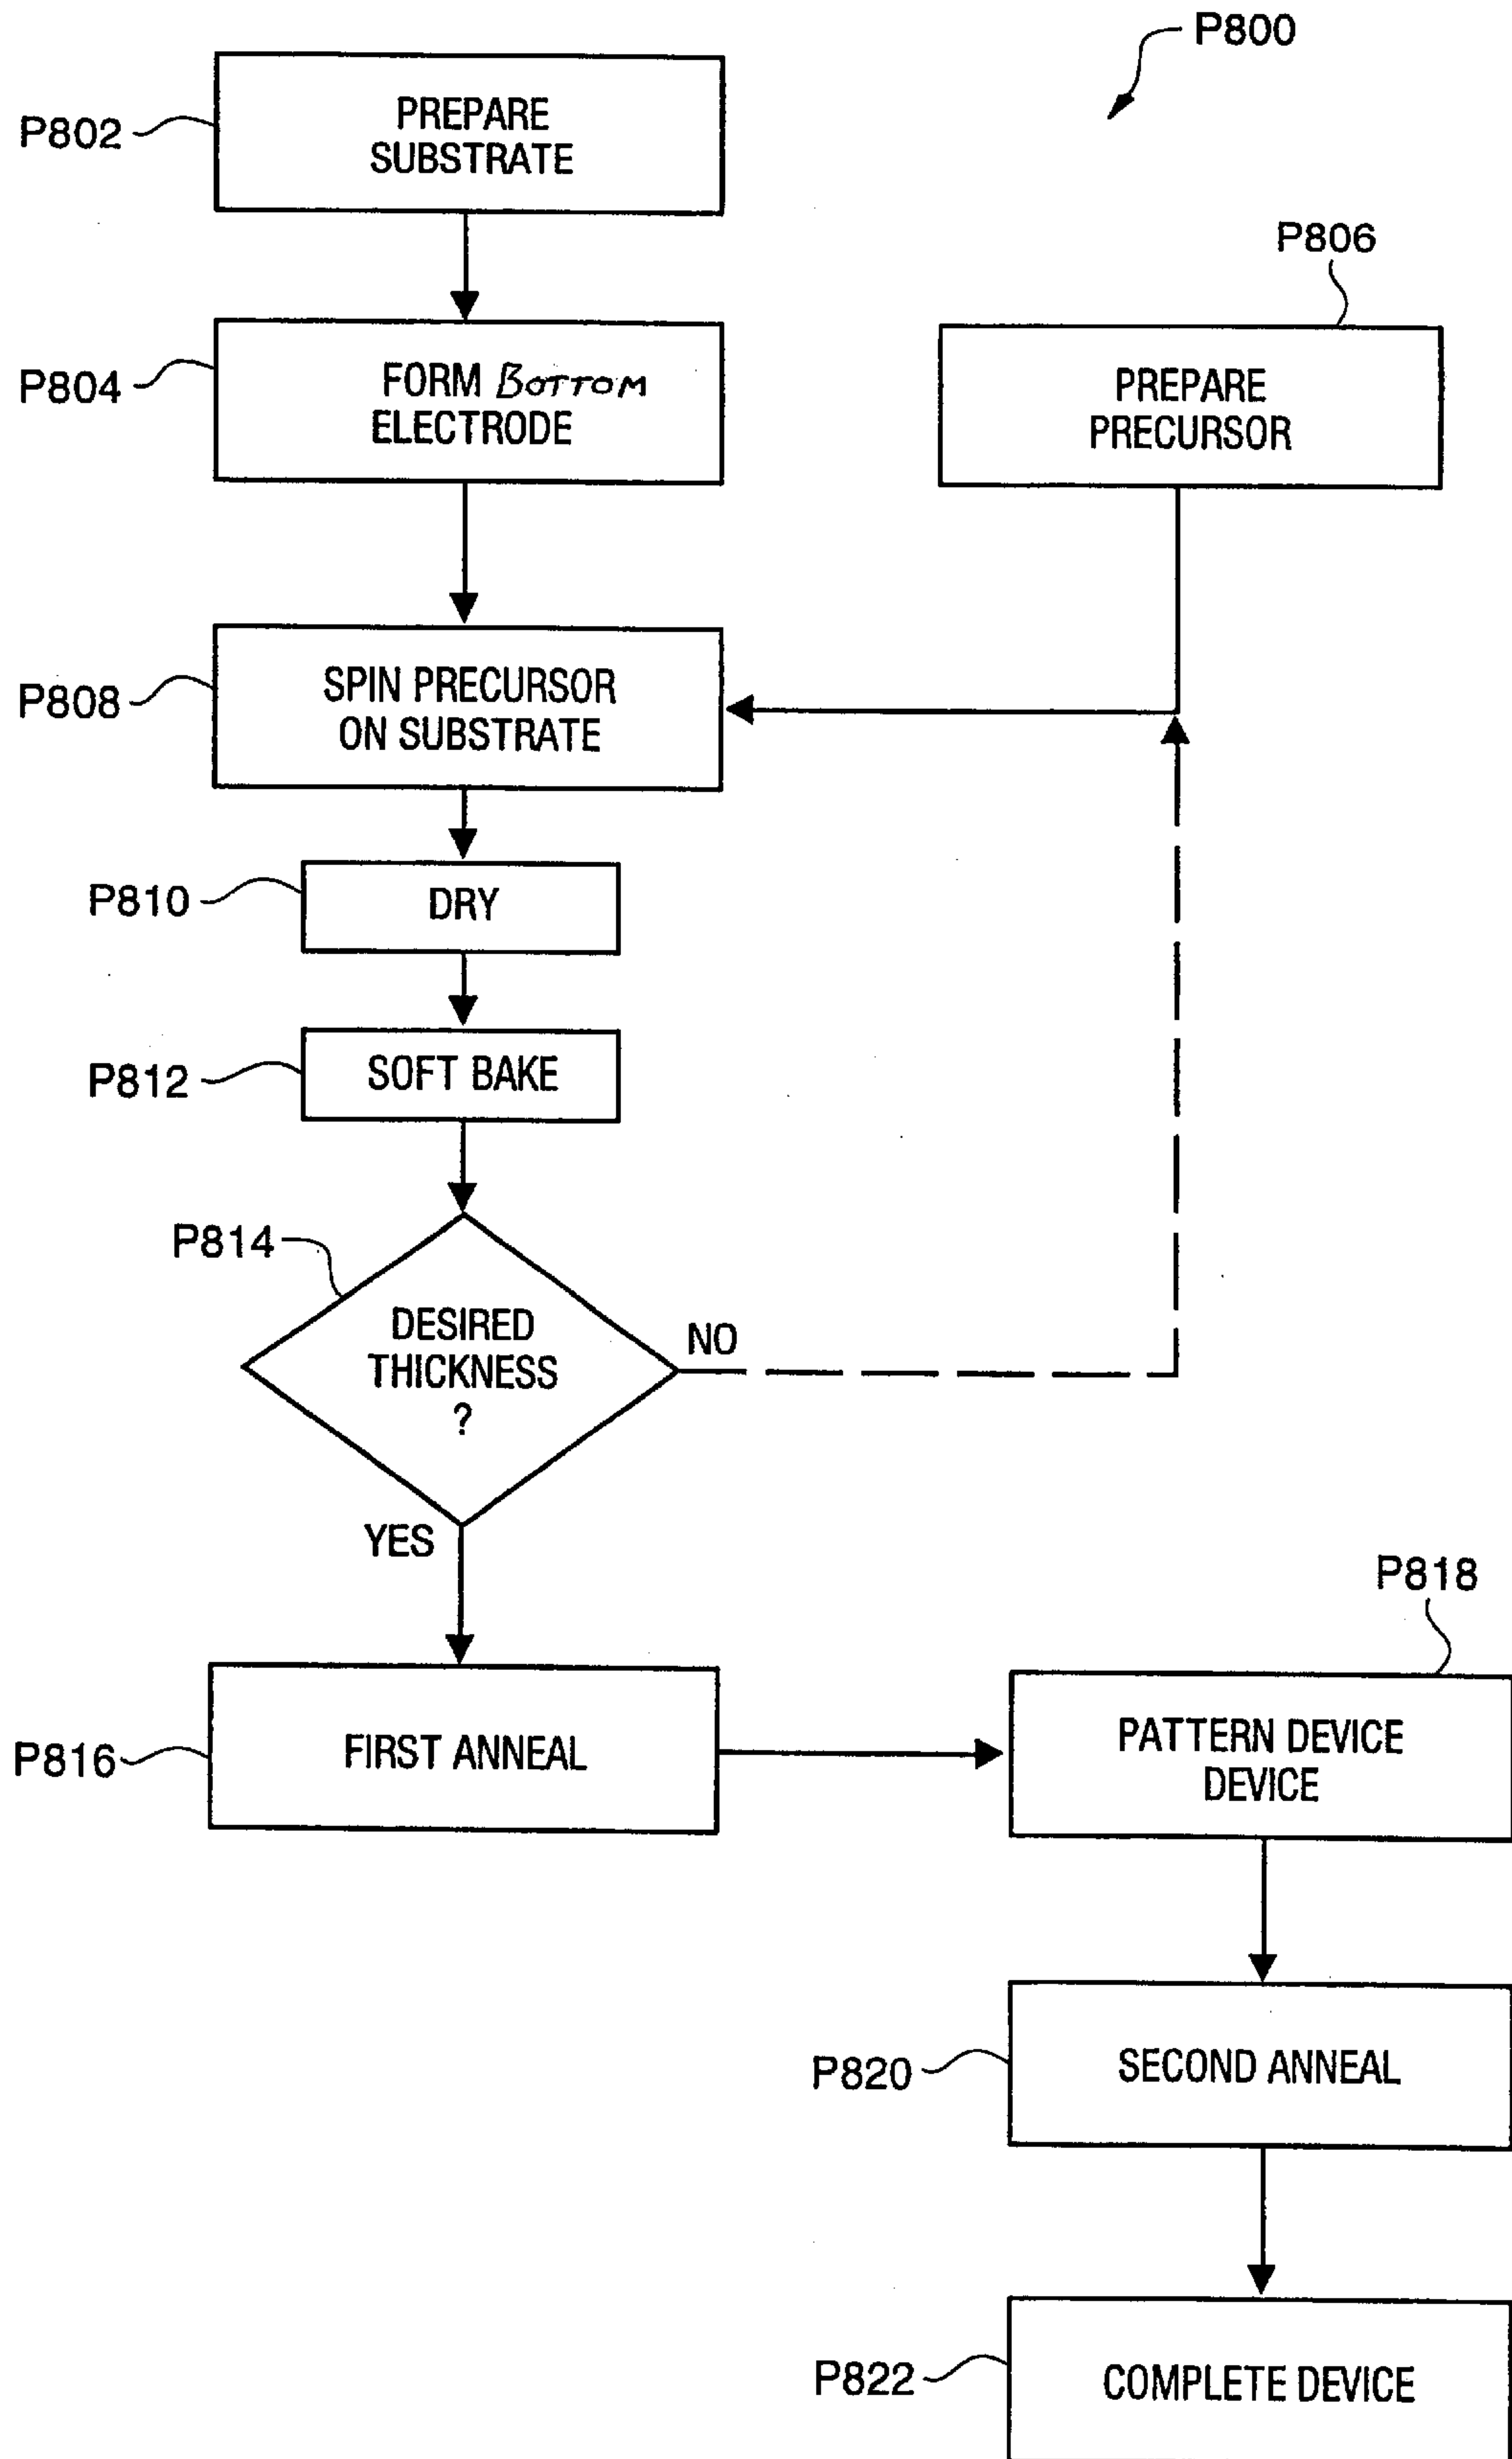 P800
P802
PREPARE
SUBSTRATE
P804
FORM BOTTOM
ELECTRODE
P806
PREPARE
PRECURSOR
P808
SPIN PRECURSOR
ON SUBSTRATE
P810
DRY
P812
SOFT BAKE
P814
DESIRED
THICKNESS
?
NO
YES
P816
FIRST ANNEAL
P818
PATTERN DEVICE
DEVICE
P820
SECOND ANNEAL
P822
COMPLETE DEVICE